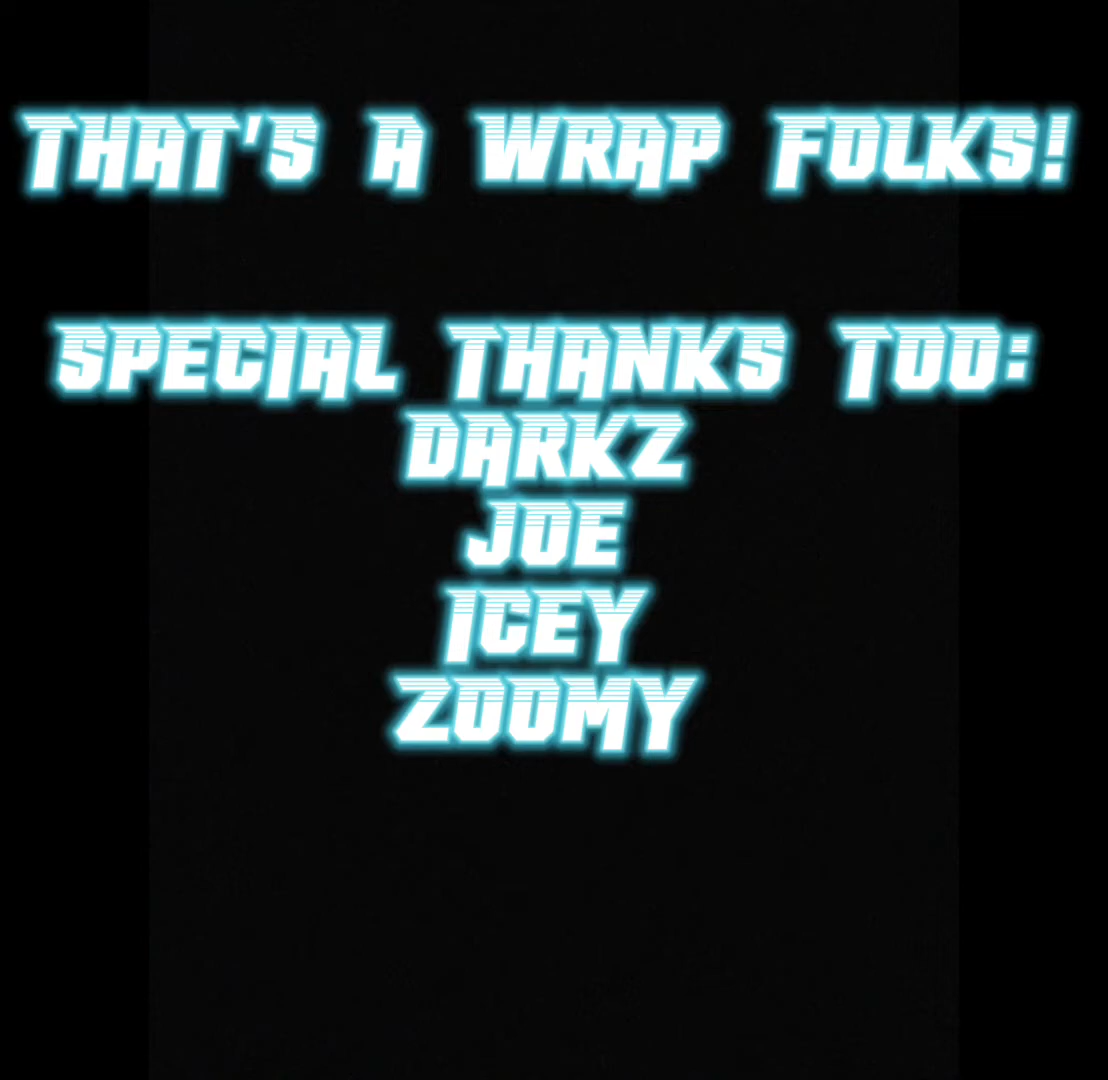 THAT'S A WRAP FOLKS!
SPECIAL THANKS TOO:
DARKZ
JOE
ICEY
ZOOMY